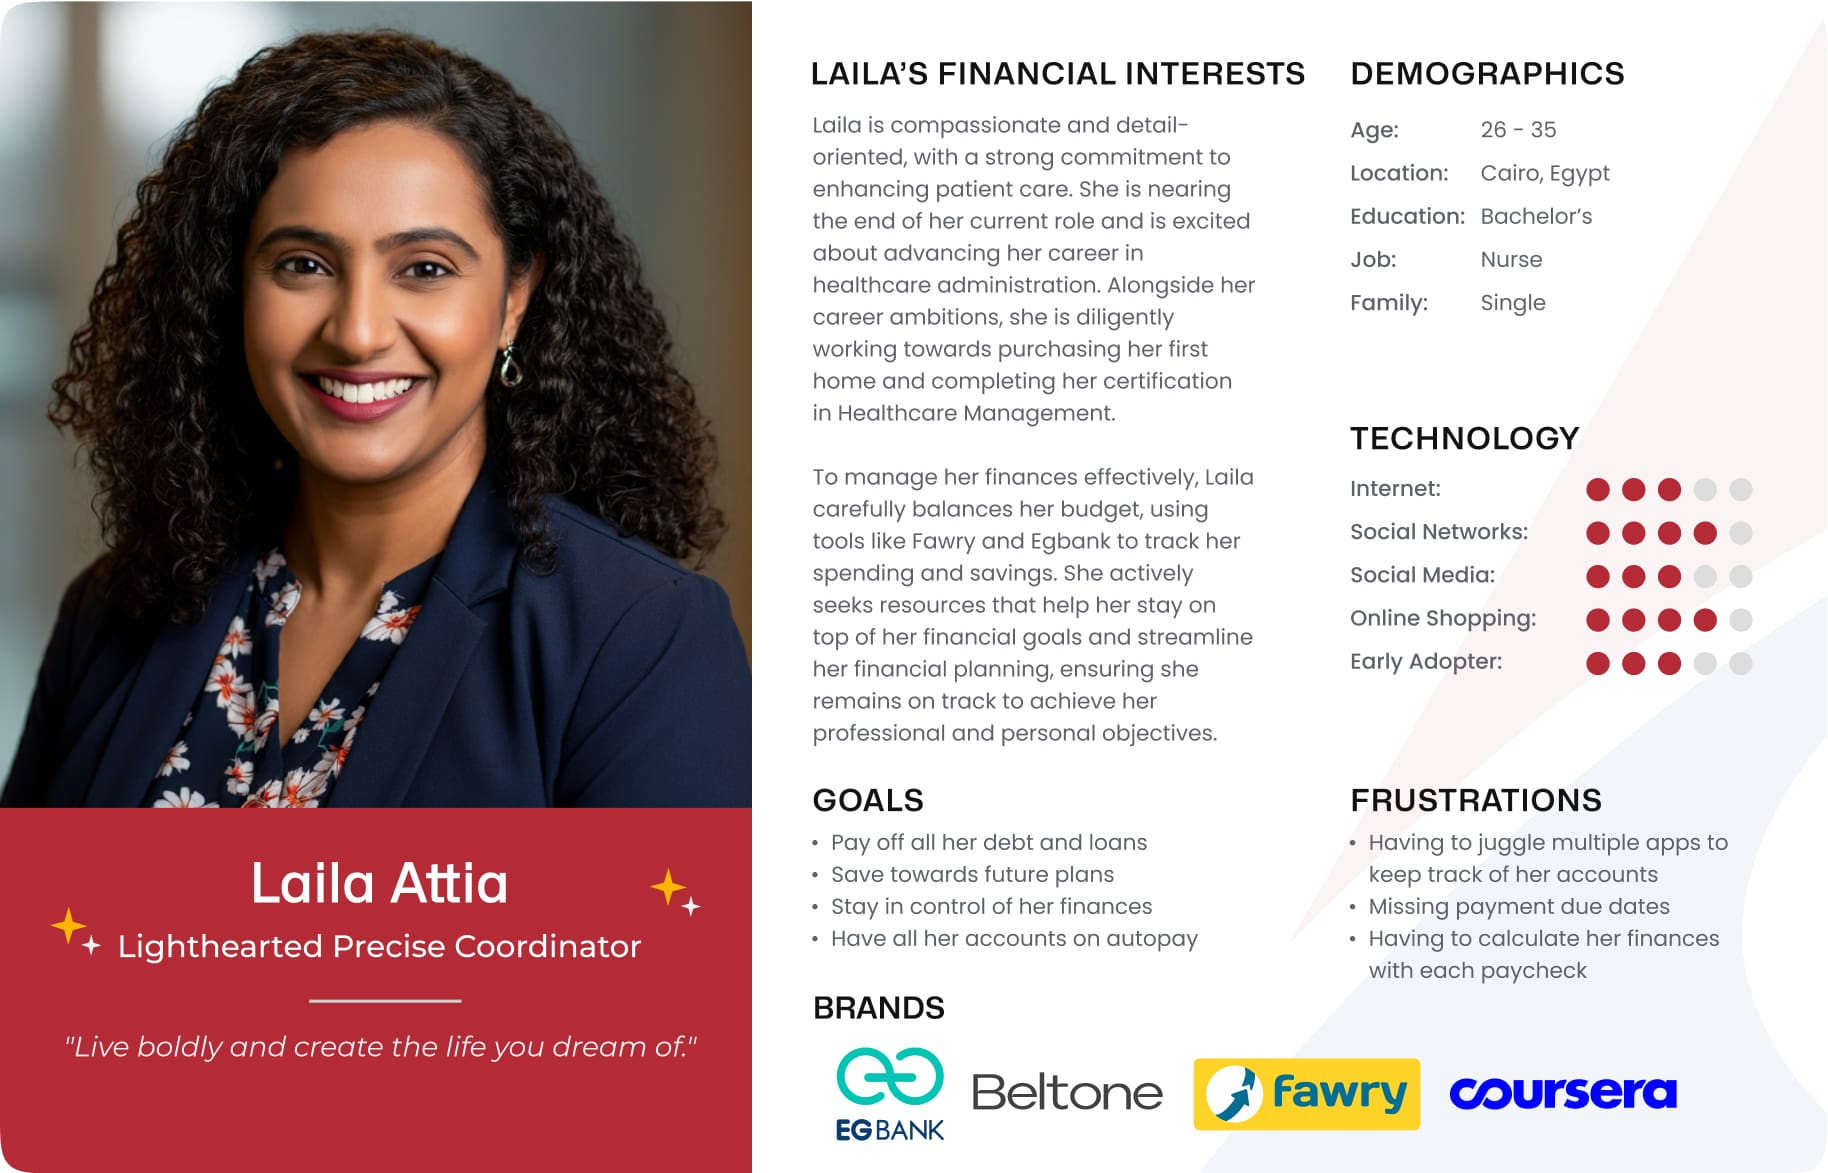 Laila Attia
Lighthearted Precise Coordinator
"Live boldly and create the life you dream of."
LAILA’S FINANCIAL INTERESTS
Laila is compassionate and detail-
oriented, with a strong commitment to
enhancing patient care. She is nearing
the end of her current role and is excited
about advancing her career in
healthcare administration. Alongside her
career ambitions, she is diligently
working towards purchasing her first
home and completing her certification
in Healthcare Management.
To manage her finances effectively, Laila
carefully balances her budget, using
tools like Fawry and Egbank to track her
spending and savings. She actively
seeks resources that help her stay on
top of her financial goals and streamline
her financial planning, ensuring she
remains on track to achieve her
professional and personal objectives.
DEMOGRAPHICS
Age: 26 - 35
Location: Cairo, Egypt
Education: Bachelor’s
Job: Nurse
Family: Single
TECHNOLOGY
Internet:
Social Networks:
Social Media:
Online Shopping:
Early Adopter:
GOALS
• Pay off all her debt and loans
• Save towards future plans
• Stay in control of her finances
• Have all her accounts on autopay
FRUSTRATIONS
• Having to juggle multiple apps to
keep track of her accounts
• Missing payment due dates
• Having to calculate her finances
with each paycheck
BRANDS
EGBANK
Beltone
fawry
coursera